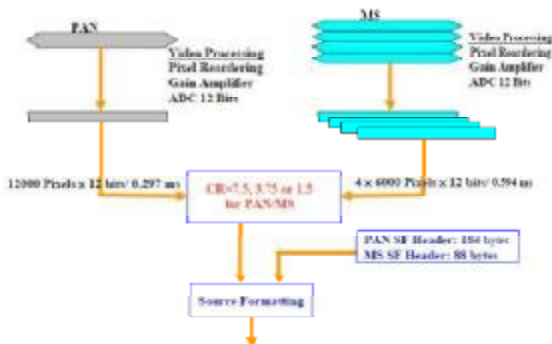 PAN
Video Processing
Pixel Reordering
Gain Amplifier
ADC 12 Bits
MS
Video Processing
Pixel Reordering
Gain Amplifier
ADC 12 Bits
12000 Pixels x 12 bits/ 0.297 ms
4 x 6000 Pixels x 12 bits/ 0.594 ms
CR=7.5, 3.75 or 1.5
for PAN/MS
PAN SF Header: 184 bytes
MS SF Header: 88 bytes
Source Formatting